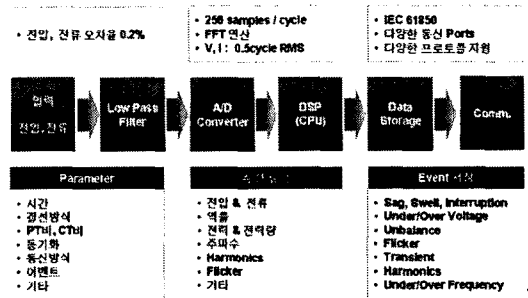 • 전압, 전류 오차율 0.2%
• 256 samples / cycle
• FFT 연산
• V, I : 0.5cycle RMS
• IEC 61850
• 다양한 통신 Ports
• 다양한 프로토콜 지원
입력
전압,전류
Low Pass
Filter
A/D
Converter
DSP
(CPU)
Data
Storage
Comm.
Parameter
• 시간
• 결선방식
• PT비, CT비
• 동기화
• 통신방식
• 이벤트
• 기타
• 전압 & 전류
• 역률
• 전력 & 전력량
• 주파수
• Harmonics
• Flicker
• 기타
Event 저장
• Sag, Swell, Interruption
• Under/Over Voltage
• Unbalance
• Flicker
• Transient
• Harmonics
• Under/Over Frequency